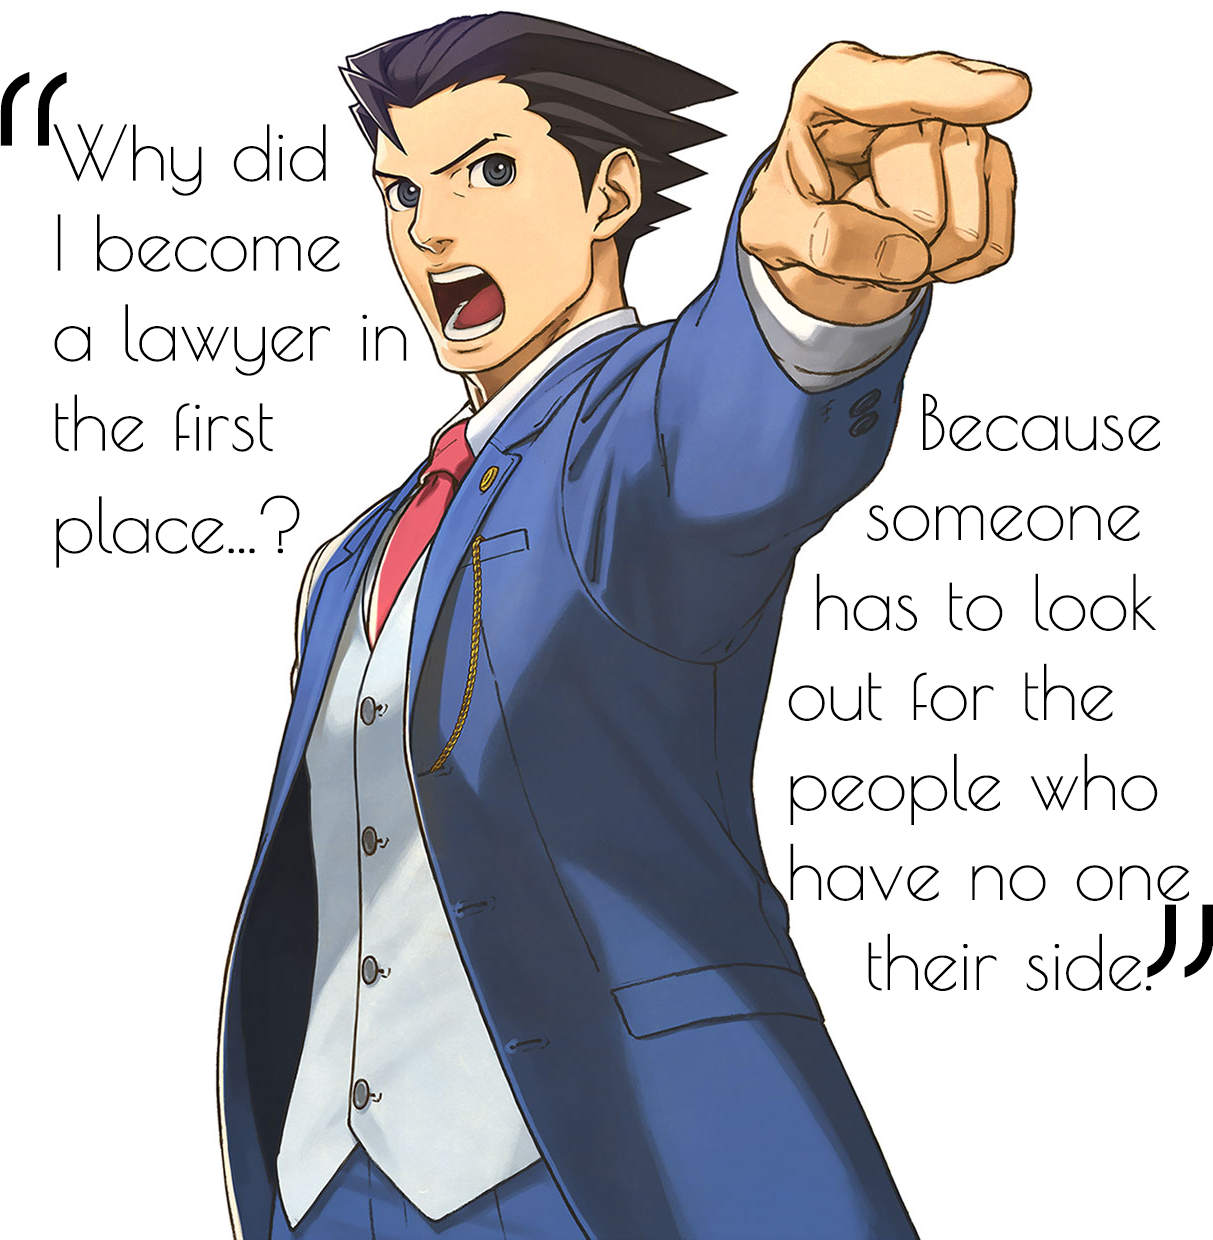 “Why did
I become
a lawyer in
the first
place...?
Because
someone
has to look
out for the
people who
have no one
their side.”